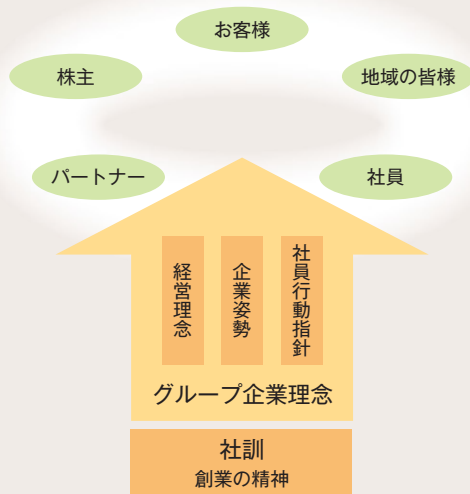 お客様
株主
地域の皆様
パートナー
社員
経営理念
企業姿勢
社員行動指針
グループ企業理念
社訓
創業の精神